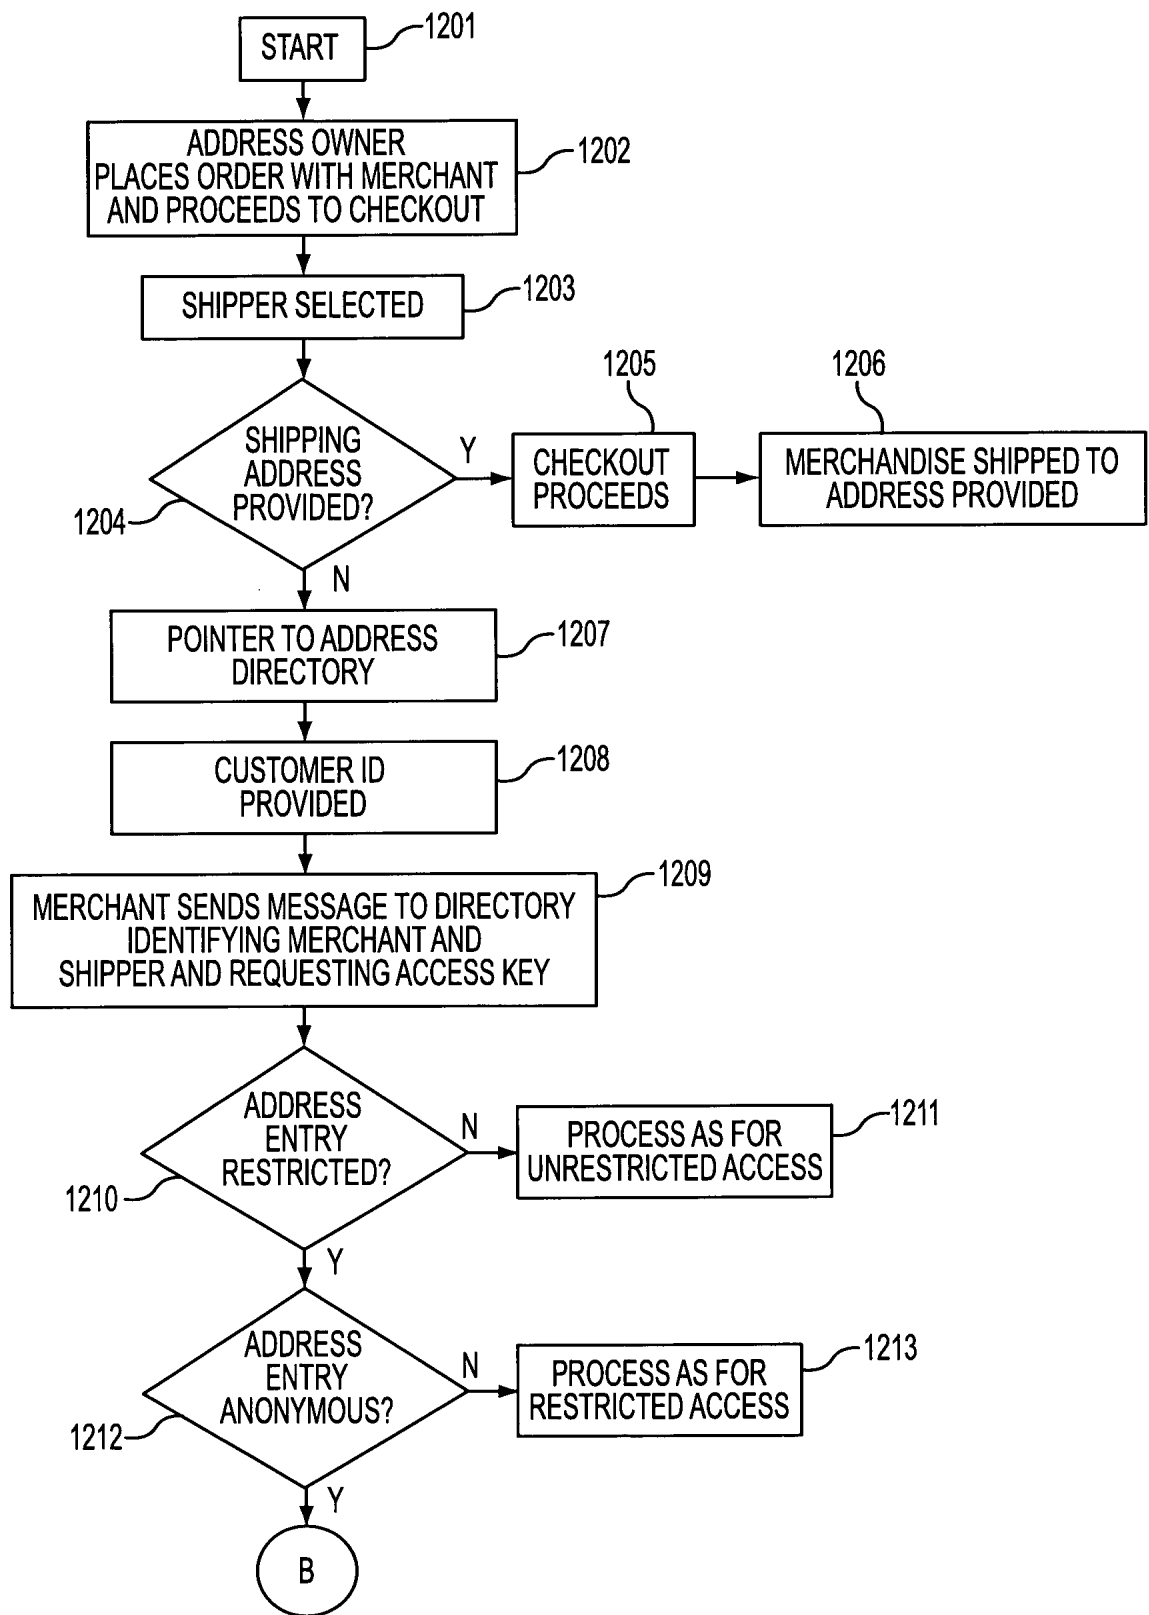 START
1201
ADDRESS OWNER
PLACES ORDER WITH MERCHANT
AND PROCEEDS TO CHECKOUT
1202
SHIPPER SELECTED
1203
SHIPPING
ADDRESS
PROVIDED?
1204
Y
CHECKOUT
PROCEEDS
1205
MERCHANDISE SHIPPED TO
ADDRESS PROVIDED
1206
N
POINTER TO ADDRESS
DIRECTORY
1207
CUSTOMER ID
PROVIDED
1208
MERCHANT SENDS MESSAGE TO DIRECTORY
IDENTIFYING MERCHANT AND
SHIPPER AND REQUESTING ACCESS KEY
1209
ADDRESS
ENTRY
RESTRICTED?
1210
N
PROCESS AS FOR
UNRESTRICTED ACCESS
1211
Y
ADDRESS
ENTRY
ANONYMOUS?
1212
N
PROCESS AS FOR
RESTRICTED ACCESS
1213
Y
B